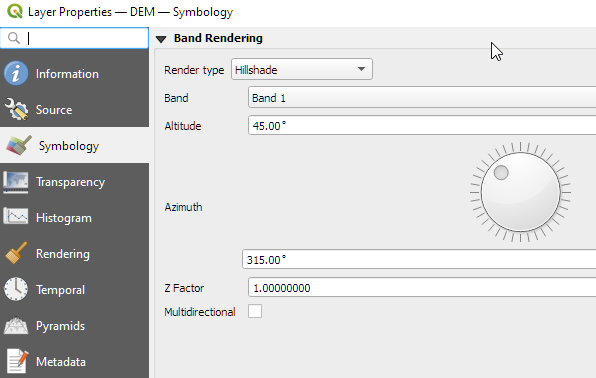 Layer Properties — DEM — Symbology
Band Rendering
Information
Source
Symbology
Transparency
Histogram
Rendering
Temporal
Pyramids
Metadata
Render type Hillshade
Band Band 1
Altitude 45.00°
Azimuth
315.00°
Z Factor 1.00000000
Multidirectional